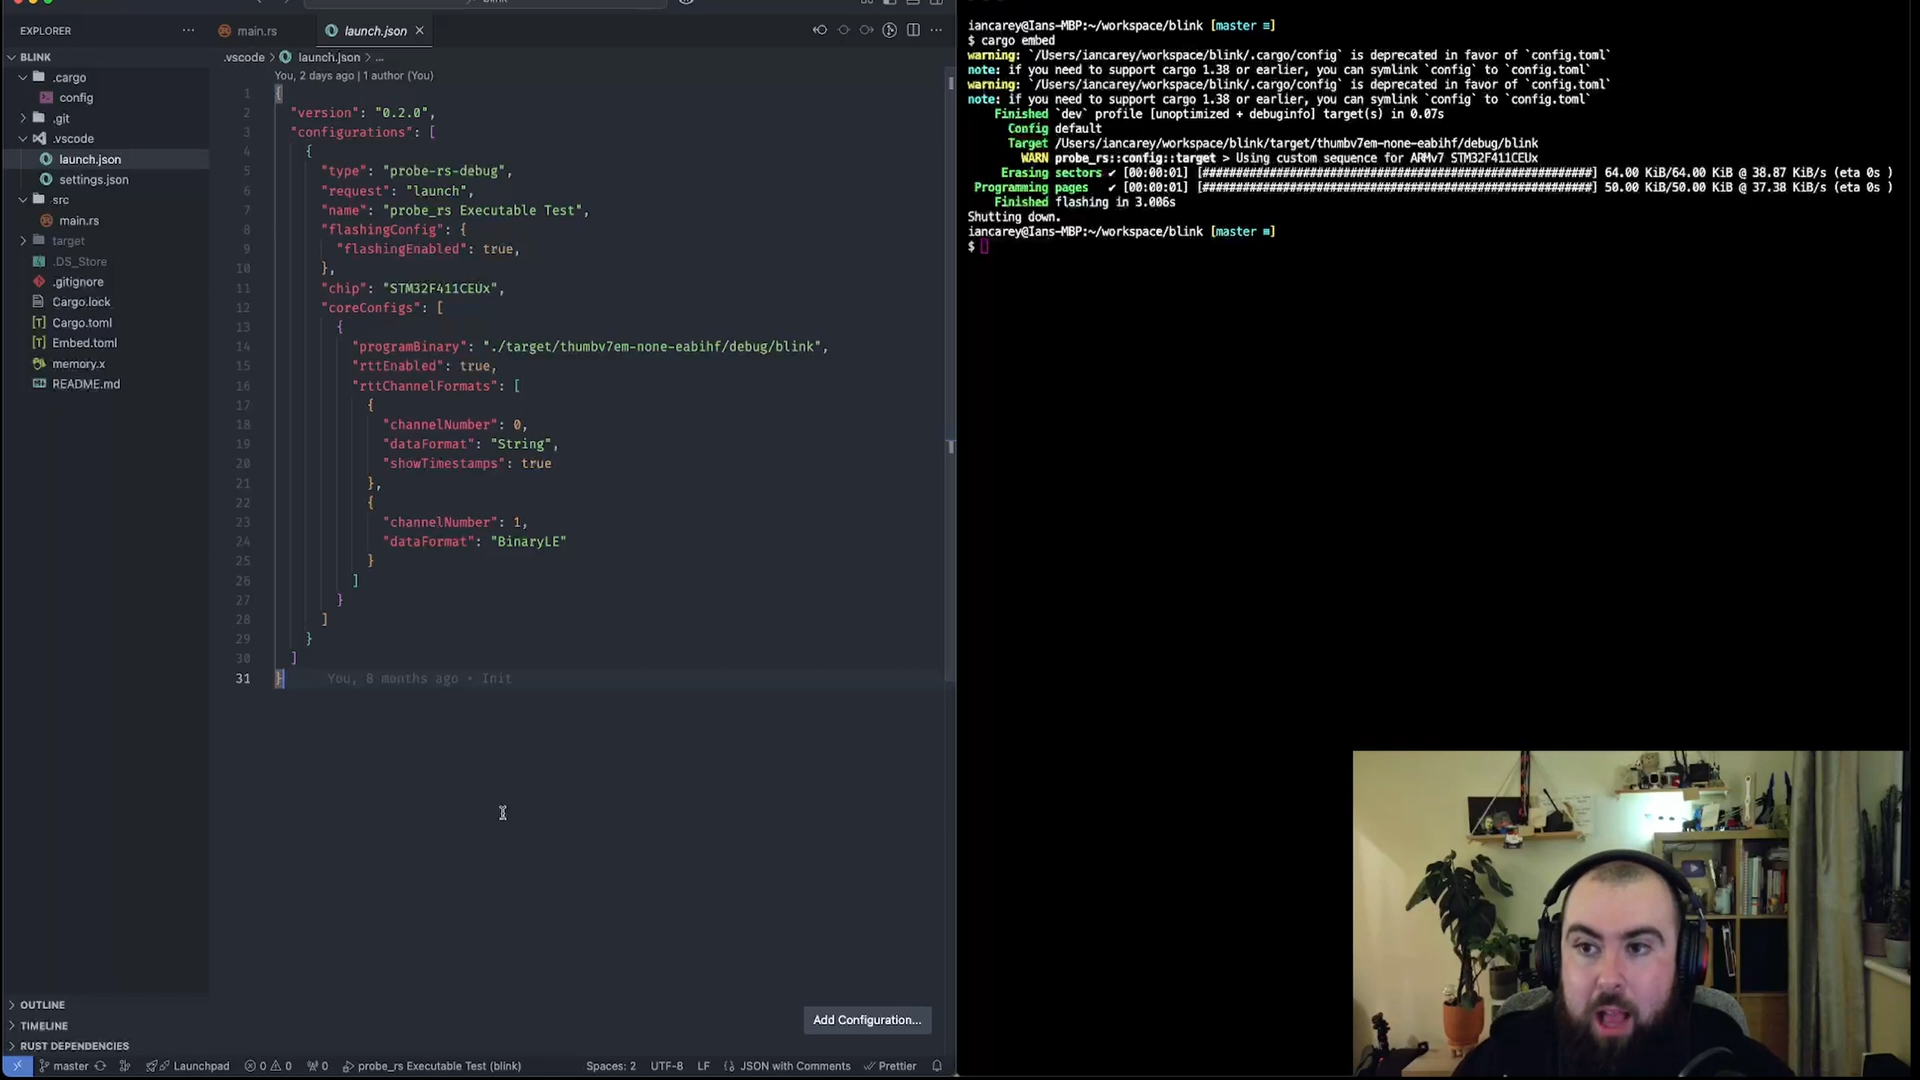 blink
EXPLORER
BLINK
.cargo
config
.git
.vscode
launch.json
settings.json
src
main.rs
target
.DS_Store
.gitignore
Cargo.lock
Cargo.toml
Embed.toml
memory.x
README.md
OUTLINE
TIMELINE
RUST DEPENDENCIES
main.rs
launch.json
.vscode > launch.json > ...
You, 2 days ago | 1 author (You)
1 {
2 "version": "0.2.0",
3 "configurations": [
4 {
5 "type": "probe-rs-debug",
6 "request": "launch",
7 "name": "probe_rs Executable Test",
8 "flashingConfig": {
9 "flashingEnabled": true,
10 },
11 "chip": "STM32F411CEUx",
12 "coreConfigs": [
13 {
14 "programBinary": "./target/thumbv7em-none-eabihf/debug/blink",
15 "rttEnabled": true,
16 "rttChannelFormats": [
17 {
18 "channelNumber": 0,
19 "dataFormat": "String",
20 "showTimestamps": true
21 },
22 {
23 "channelNumber": 1,
24 "dataFormat": "BinaryLE"
25 }
26 ]
27 }
28 ]
29 }
30 ]
31 } You, 8 months ago • Init
Add Configuration...
master Launchpad 0 0 0 probe_rs Executable Test (blink) Spaces: 2 UTF-8 LF {} JSON with Comments Prettier
iancarey@Ians-MBP:~/workspace/blink [master ≡]
$ cargo embed
warning: `/Users/iancarey/workspace/blink/.cargo/config` is deprecated in favor of `config.toml`
note: if you need to support cargo 1.38 or earlier, you can symlink `config` to `config.toml`
warning: `/Users/iancarey/workspace/blink/.cargo/config` is deprecated in favor of `config.toml`
note: if you need to support cargo 1.38 or earlier, you can symlink `config` to `config.toml`
Finished `dev` profile [unoptimized + debuginfo] target(s) in 0.07s
Config default
Target /Users/iancarey/workspace/blink/target/thumbv7em-none-eabihf/debug/blink
WARN probe_rs::config::target > Using custom sequence for ARMv7 STM32F411CEUx
Erasing sectors ✔ [00:00:01] [##########################################################] 64.00 KiB/64.00 KiB @ 38.87 KiB/s (eta 0s )
Programming pages ✔ [00:00:01] [##########################################################] 50.00 KiB/50.00 KiB @ 37.38 KiB/s (eta 0s )
Finished flashing in 3.006s
Shutting down.
iancarey@Ians-MBP:~/workspace/blink [master ≡]
$